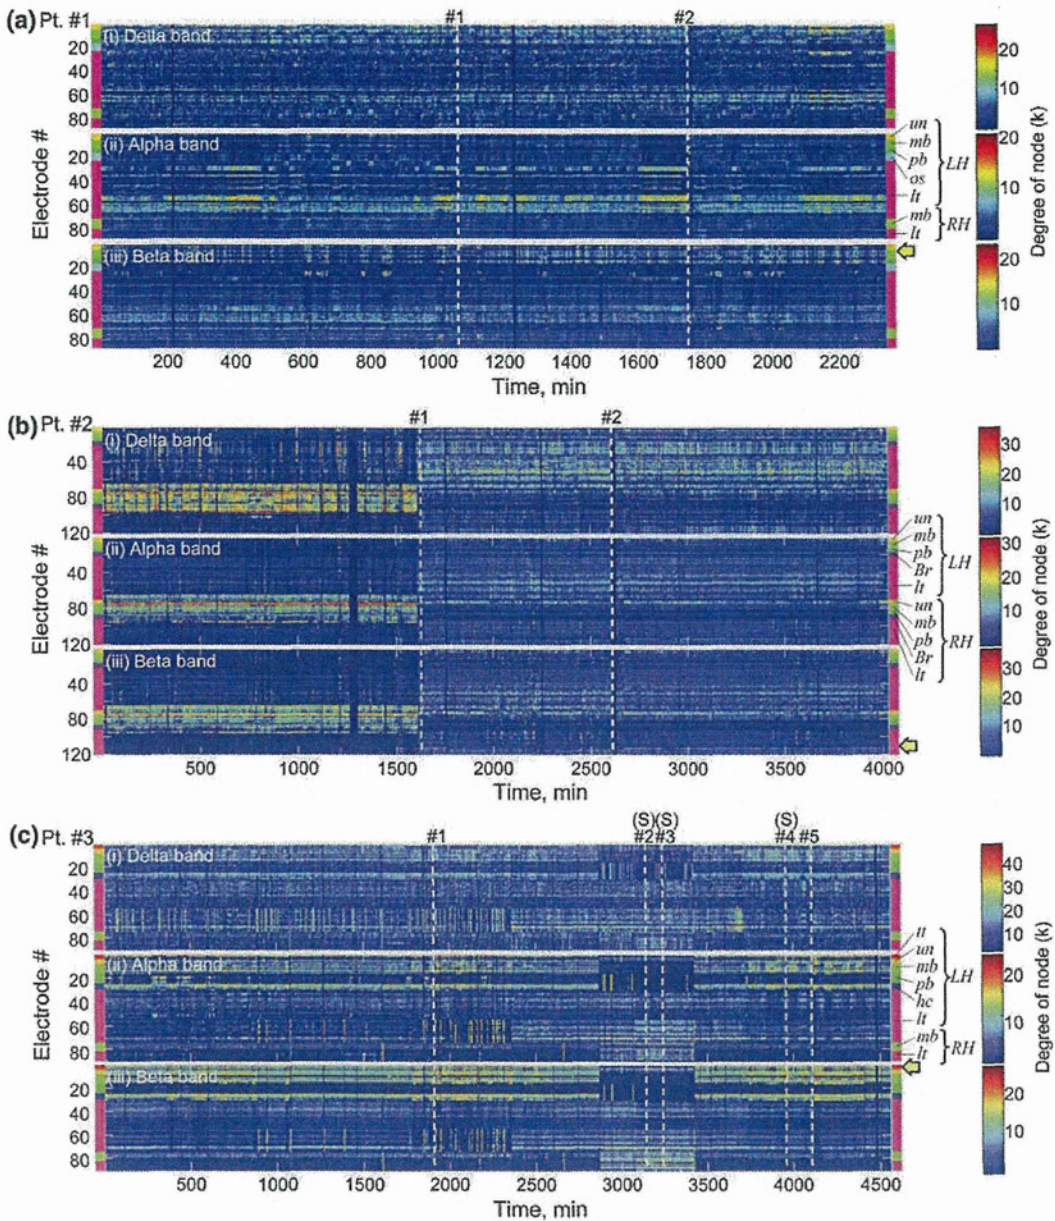 (a) Pt. #1 #1 #2
(i) Delta band
20
40
60
80
20
10
(ii) Alpha band
20
40
60
80
20
10
un
mb
pb
os
lt
LH
mb
lt
RH
(iii) Beta band
20
40
60
80
20
10
Electrode #
Degree of node (k)
200 400 600 800 1000 1200 1400 1600 1800 2000 2200
Time, min
(b) Pt. #2 #1 #2
(i) Delta band
40
80
120
30
20
10
(ii) Alpha band
40
80
120
30
20
10
un
mb
pb
Br
lt
LH
un
mb
pb
Br
lt
RH
(iii) Beta band
40
80
120
30
20
10
Electrode #
Degree of node (k)
500 1000 1500 2000 2500 3000 3500 4000
Time, min
(S) (S) (S)
(c) Pt. #3 #1 #2 #3 #4 #5
(i) Delta band
20
40
60
80
40
30
20
10
(ii) Alpha band
20
40
60
80
20
10
un
mb
pb
hc
lt
LH
mb
lt
RH
(iii) Beta band
20
40
60
80
20
10
Electrode #
Degree of node (k)
500 1000 1500 2000 2500 3000 3500 4000 4500
Time, min